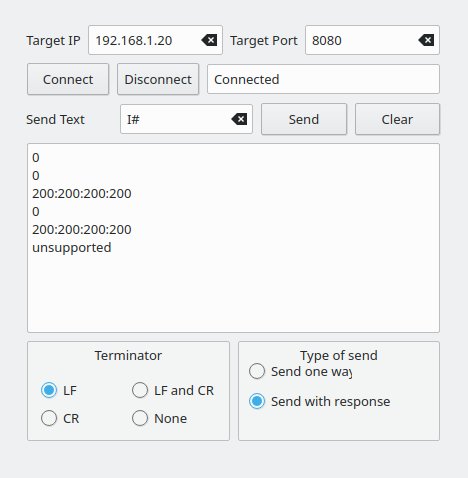 Target IP 192.168.1.20 Target Port 8080
Connect Disconnect Connected
Send Text I# Send Clear
0
0
200:200:200:200
0
200:200:200:200
unsupported
Terminator
LF LF and CR
CR None
Type of send
Send one way
Send with response